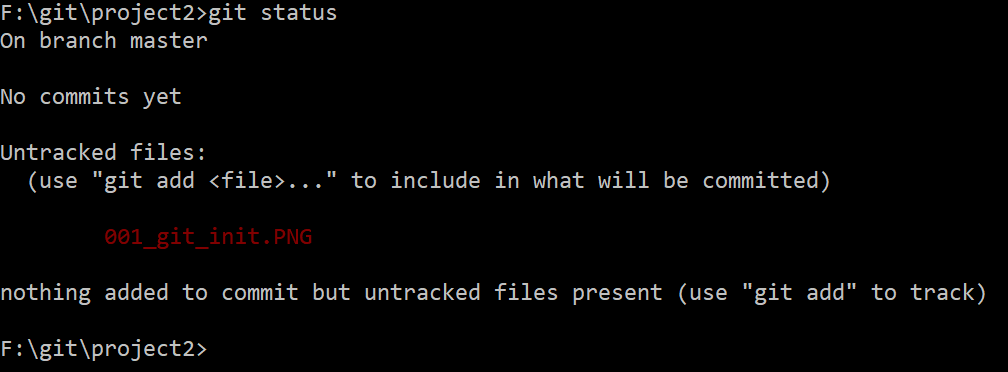 F:\git\project2>git status
On branch master
No commits yet
Untracked files:
(use "git add <file>..." to include in what will be committed)
001_git_init.PNG
nothing added to commit but untracked files present (use "git add" to track)
F:\git\project2>